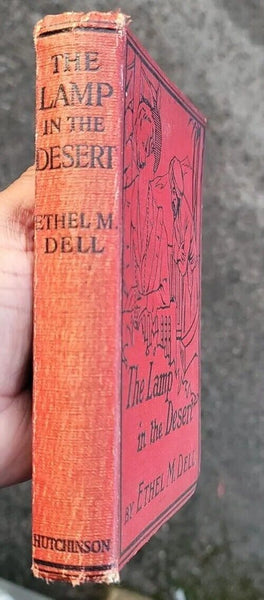 THE
LAMP
IN THE
DESERT
ETHEL M.
DELL
HUTCHINSON
The Lamp
in the Desert
BY ETHEL M. DELL